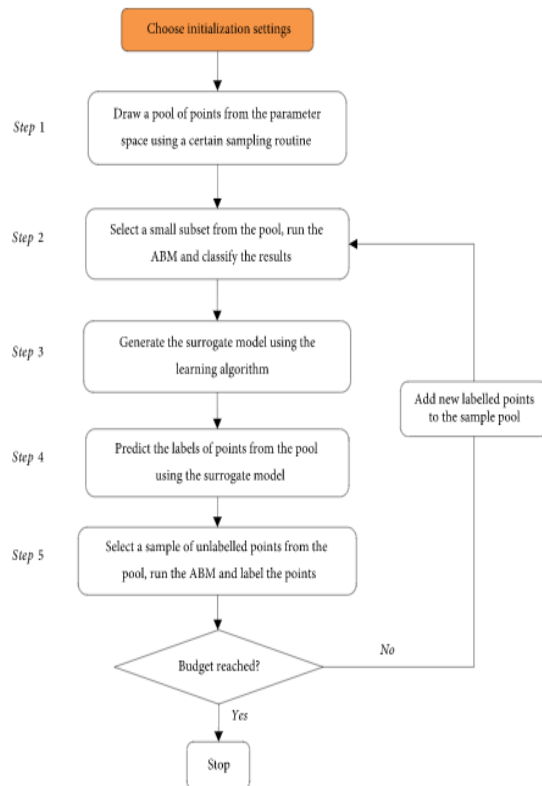 Choose initialization settings
Step 1
Draw a pool of points from the parameter
space using a certain sampling routine
Step 2
Select a small subset from the pool, run the
ABM and classify the results
Step 3
Generate the surrogate model using the
learning algorithm
Add new labelled points
to the sample pool
Step 4
Predict the labels of points from the pool
using the surrogate model
Step 5
Select a sample of unlabelled points from the
pool, run the ABM and label the points
Budget reached?
No
Yes
Stop